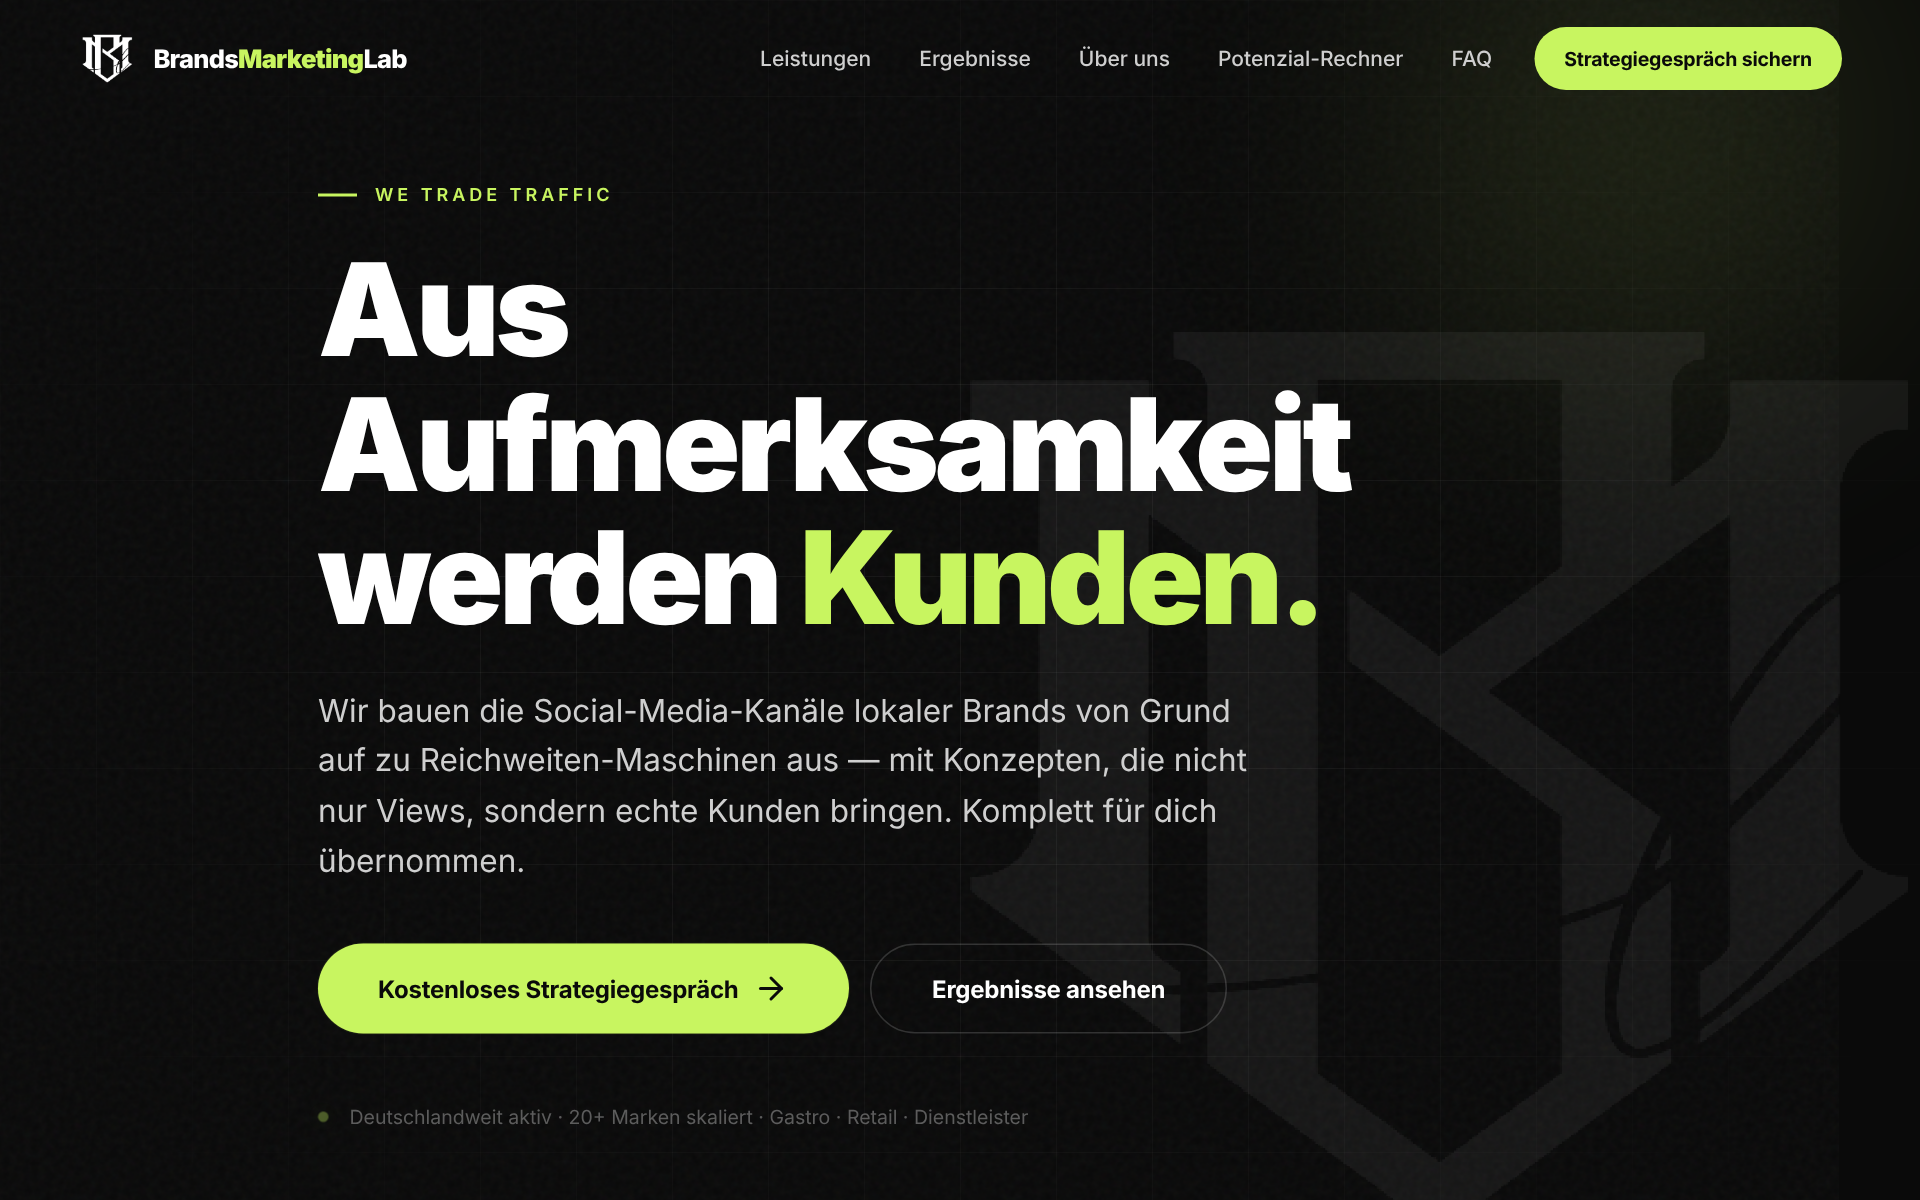 BrandsMarketingLab
Leistungen
Ergebnisse
Über uns
Potenzial-Rechner
FAQ
Strategiegespräch sichern
WE TRADE TRAFFIC
Aus
Aufmerksamkeit
werden Kunden.
Wir bauen die Social-Media-Kanäle lokaler Brands von Grund
auf zu Reichweiten-Maschinen aus — mit Konzepten, die nicht
nur Views, sondern echte Kunden bringen. Komplett für dich
übernommen.
Kostenloses Strategiegespräch →
Ergebnisse ansehen
Deutschlandweit aktiv · 20+ Marken skaliert · Gastro · Retail · Dienstleister